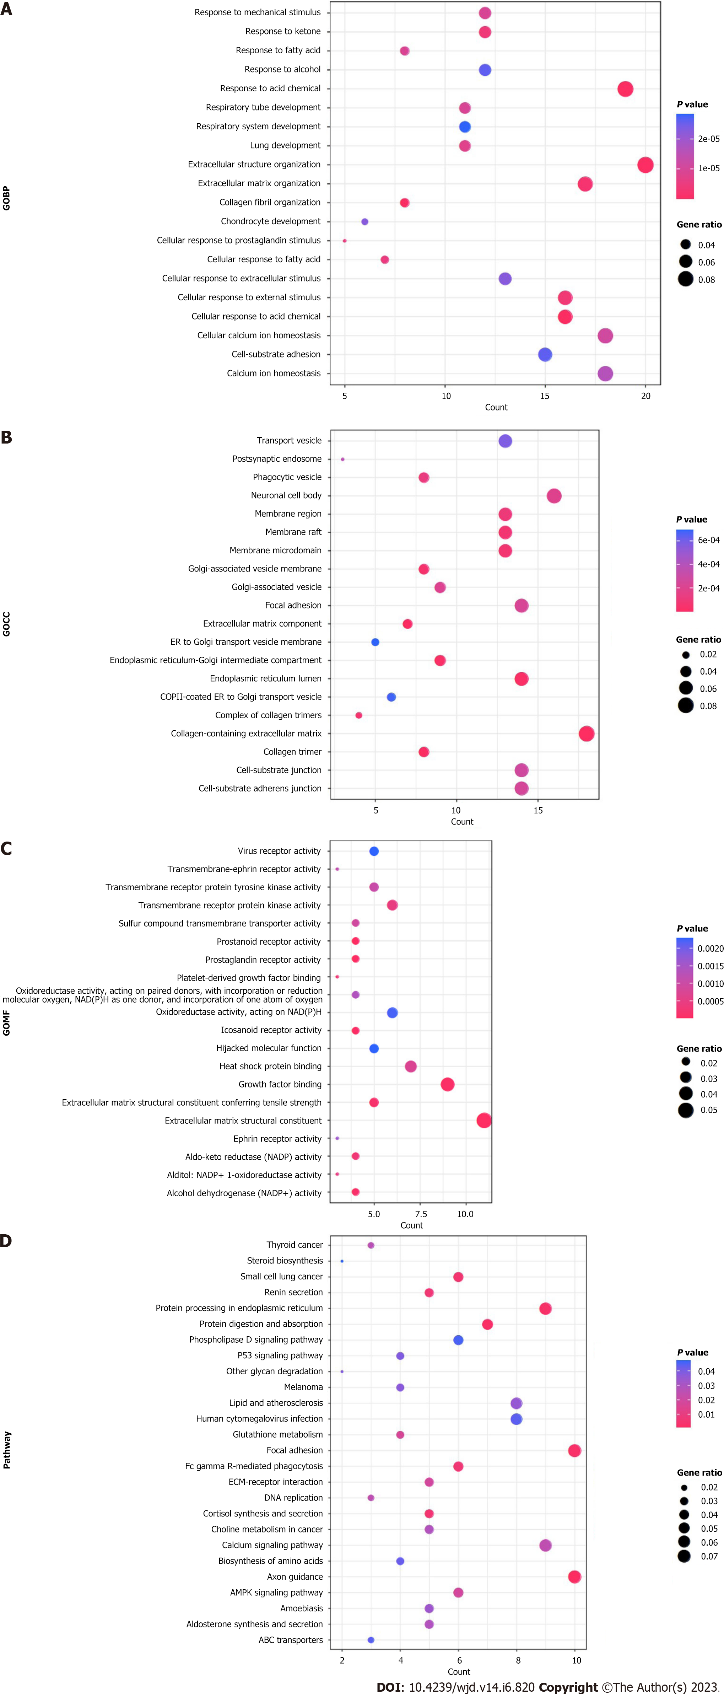 A
Response to mechanical stimulus
Response to ketone
Response to fatty acid
Response to alcohol
Response to acid chemical
Respiratory tube development
Respiratory system development
Lung development
Extracellular structure organization
Extracellular matrix organization
Collagen fibril organization
Chondrocyte development
Cellular response to prostaglandin stimulus
Cellular response to fatty acid
Cellular response to extracellular stimulus
Cellular response to external stimulus
Cellular response to acid chemical
Cellular calcium ion homeostasis
Cell-substrate adhesion
Calcium ion homeostasis
GOBP
5 10 15 20
Count
P value
2e-05
1e-05
Gene ratio
0.04
0.06
0.08
B
Transport vesicle
Postsynaptic endosome
Phagocytic vesicle
Neuronal cell body
Membrane region
Membrane raft
Membrane microdomain
Golgi-associated vesicle membrane
Golgi-associated vesicle
Focal adhesion
Extracellular matrix component
ER to Golgi transport vesicle membrane
Endoplasmic reticulum-Golgi intermediate compartment
Endoplasmic reticulum lumen
COPII-coated ER to Golgi transport vesicle
Complex of collagen trimers
Collagen-containing extracellular matrix
Collagen trimer
Cell-substrate junction
Cell-substrate adherens junction
GOCC
5 10 15
Count
P value
6e-04
4e-04
2e-04
Gene ratio
0.02
0.04
0.06
0.08
C
Virus receptor activity
Transmembrane-ephrin receptor activity
Transmembrane receptor protein tyrosine kinase activity
Transmembrane receptor protein kinase activity
Sulfur compound transmembrane transporter activity
Prostanoid receptor activity
Prostaglandin receptor activity
Platelet-derived growth factor binding
Oxidoreductase activity, acting on paired donors, with incorporation or reduction
molecular oxygen, NAD(P)H as one donor, and incorporation of one atom of oxygen
Oxidoreductase activity, acting on NAD(P)H
Icosanoid receptor activity
Hijacked molecular function
Heat shock protein binding
Growth factor binding
Extracellular matrix structural constituent conferring tensile strength
Extracellular matrix structural constituent
Ephrin receptor activity
Aldo-keto reductase (NADP) activity
Alditol: NADP+ 1-oxidoreductase activity
Alcohol dehydrogenase (NADP+) activity
GOMF
5.0 7.5 10.0
Count
P value
0.0020
0.0015
0.0010
0.0005
Gene ratio
0.02
0.03
0.04
0.05
D
Thyroid cancer
Steroid biosynthesis
Small cell lung cancer
Renin secretion
Protein processing in endoplasmic reticulum
Protein digestion and absorption
Phospholipase D signaling pathway
P53 signaling pathway
Other glycan degradation
Melanoma
Lipid and atherosclerosis
Human cytomegalovirus infection
Glutathione metabolism
Focal adhesion
Fc gamma R-mediated phagocytosis
ECM-receptor interaction
DNA replication
Cortisol synthesis and secretion
Choline metabolism in cancer
Calcium signaling pathway
Biosynthesis of amino acids
Axon guidance
AMPK signaling pathway
Amoebiasis
Aldosterone synthesis and secretion
ABC transporters
Pathway
2 4 6 8 10
Count
P value
0.04
0.03
0.02
0.01
Gene ratio
0.02
0.03
0.04
0.05
0.06
0.07
DOI: 10.4239/wjd.v14.i6.820 Copyright ©The Author(s) 2023.